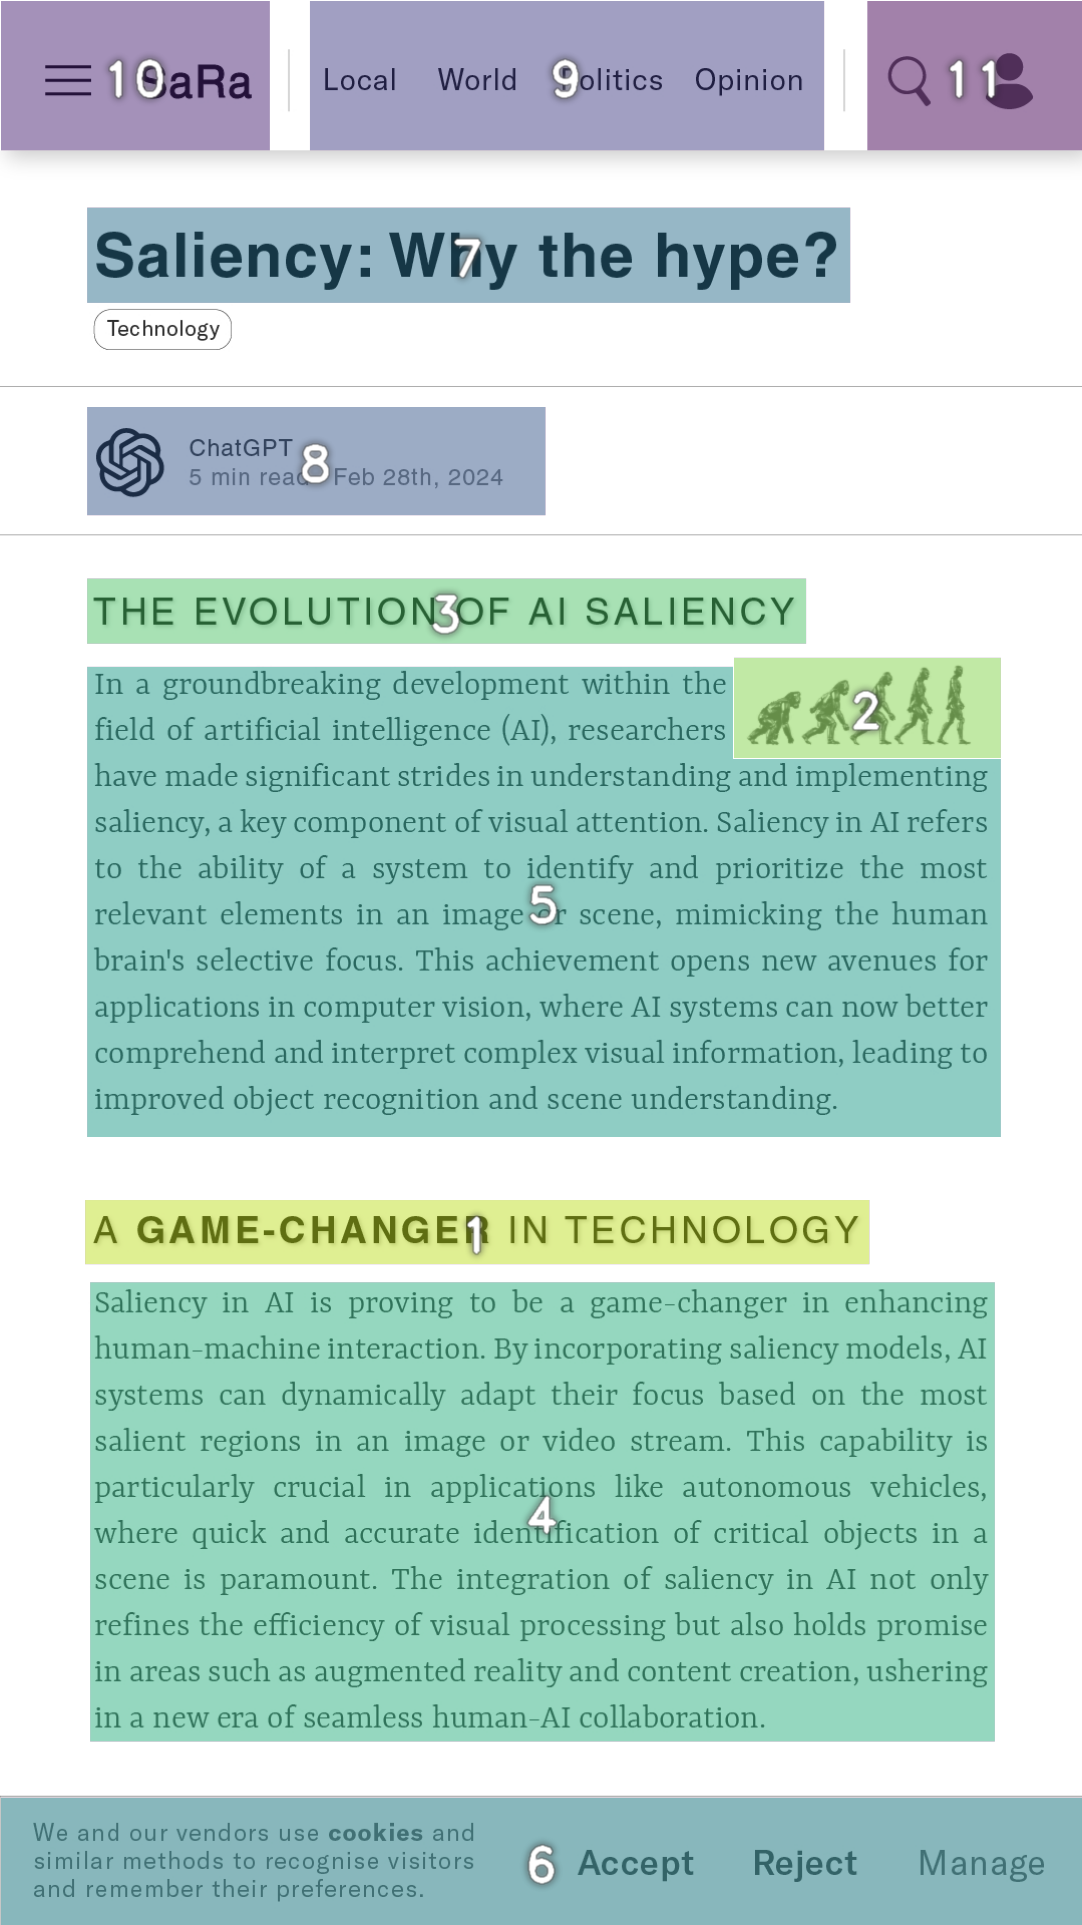 10 SaRa
Local World Politics Opinion
9
11
Saliency: Why the hype?
7
Technology
ChatGPT
5 min read Feb 28th, 2024
8
THE EVOLUTION OF AI SALIENCY
3
In a groundbreaking development within the
field of artificial intelligence (AI), researchers
2
have made significant strides in understanding and implementing
saliency, a key component of visual attention. Saliency in AI refers
to the ability of a system to identify and prioritize the most
relevant elements in an image or scene, mimicking the human
5
brain's selective focus. This achievement opens new avenues for
applications in computer vision, where AI systems can now better
comprehend and interpret complex visual information, leading to
improved object recognition and scene understanding.
A GAME-CHANGER IN TECHNOLOGY
1
Saliency in AI is proving to be a game-changer in enhancing
human-machine interaction. By incorporating saliency models, AI
systems can dynamically adapt their focus based on the most
salient regions in an image or video stream. This capability is
particularly crucial in applications like autonomous vehicles,
4
where quick and accurate identification of critical objects in a
scene is paramount. The integration of saliency in AI not only
refines the efficiency of visual processing but also holds promise
in areas such as augmented reality and content creation, ushering
in a new era of seamless human-AI collaboration.
We and our vendors use cookies and
similar methods to recognise visitors
and remember their preferences.
6 Accept Reject Manage